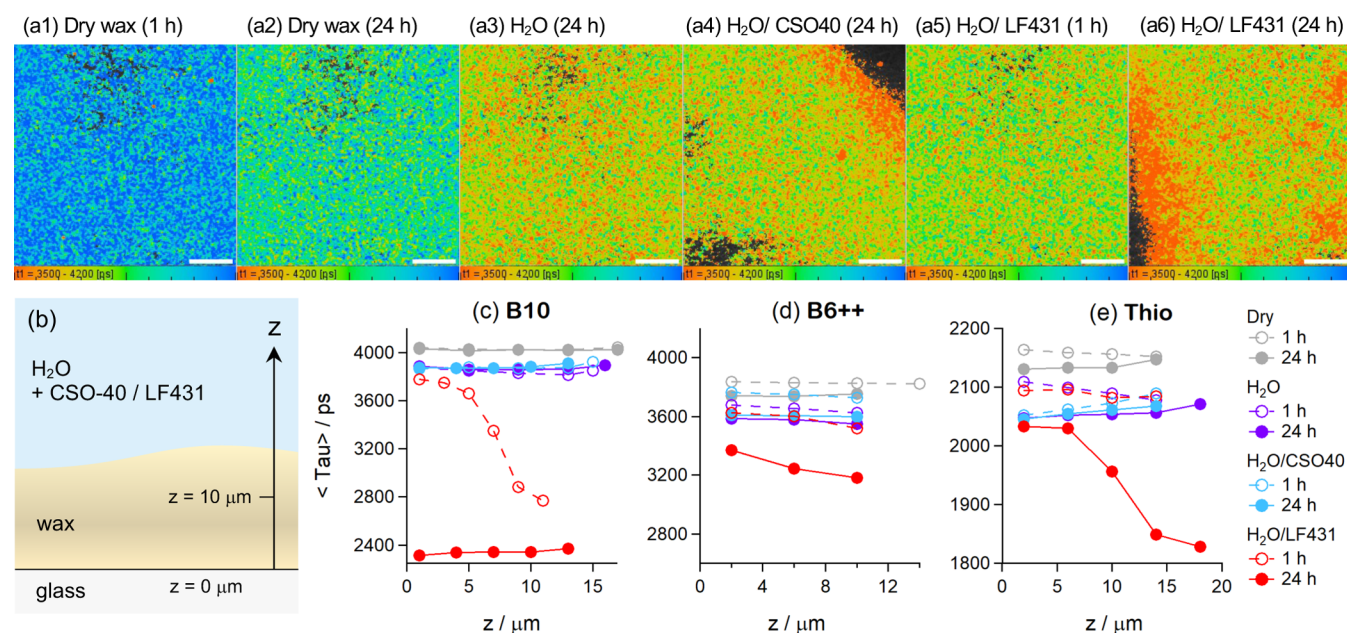 (a1) Dry wax (1 h) (a2) Dry wax (24 h) (a3) H₂O (24 h) (a4) H₂O/ CSO40 (24 h) (a5) H₂O/ LF431 (1 h) (a6) H₂O/ LF431 (24 h)
t1 = 3500 - 4200 [ps] t1 = 3500 - 4200 [ps] t1 = 3500 - 4200 [ps] t1 = 3500 - 4200 [ps] t1 = 3500 - 4200 [ps] t1 = 3500 - 4200 [ps]
(b)
z
H₂O
+ CSO-40 / LF431
z = 10 μm
wax
z = 0 μm
glass
(c) B10
< Tau> / ps
4000
3600
3200
2800
2400
0 5 10 15
z / μm
(d) B6++
4000
3600
3200
2800
0 4 8 12
z / μm
(e) Thio
2200
2100
2000
1900
1800
0 5 10 15 20
z / μm
Dry
1 h
24 h
H₂O
1 h
24 h
H₂O/CSO40
1 h
24 h
H₂O/LF431
1 h
24 h